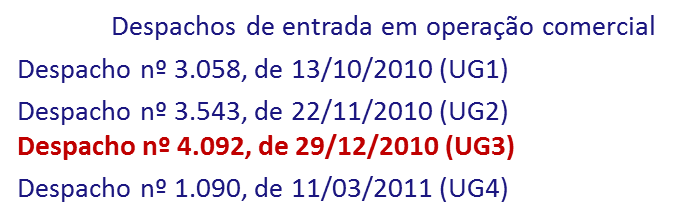 Despachos de entrada em operação comercial
Despacho nº 3.058, de 13/10/2010 (UG1)
Despacho nº 3.543, de 22/11/2010 (UG2)
Despacho nº 4.092, de 29/12/2010 (UG3)
Despacho nº 1.090, de 11/03/2011 (UG4)